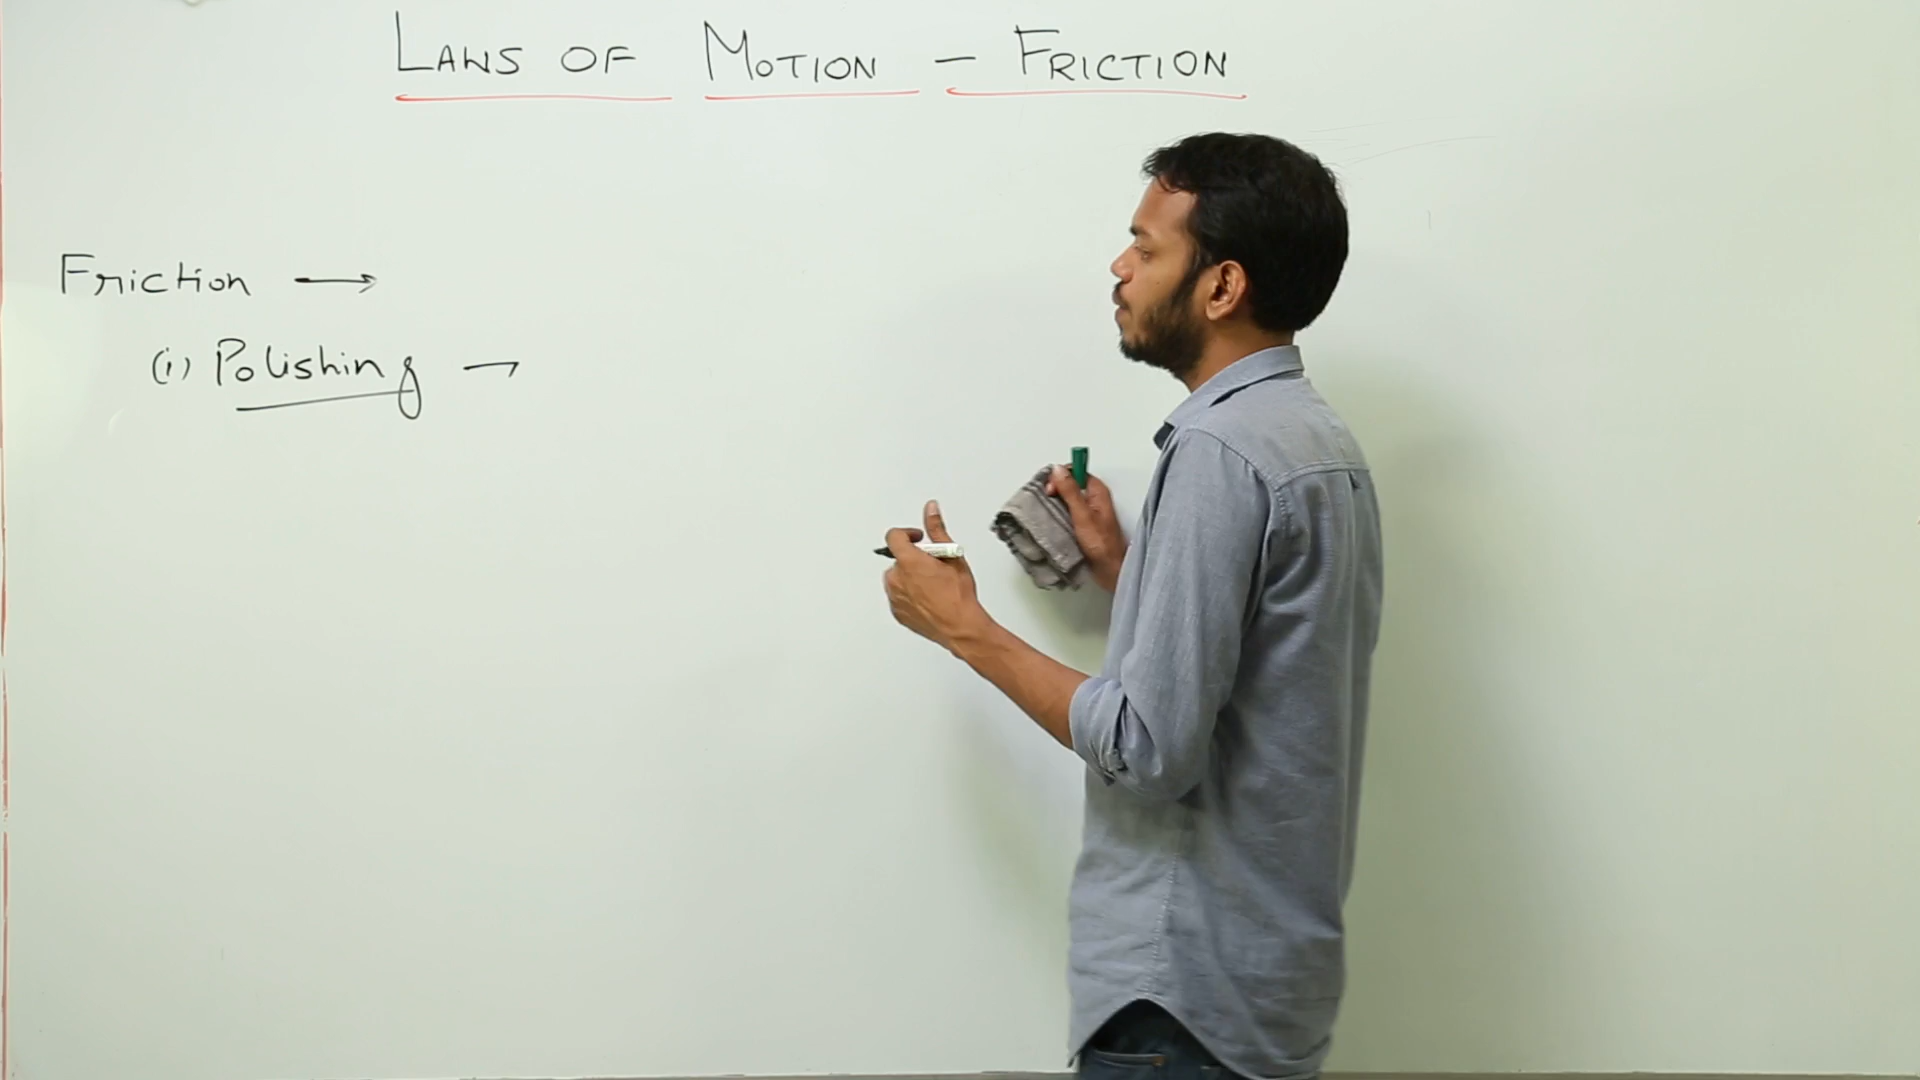 LAWS OF MOTION - FRICTION
Friction →
(i) Polishing →